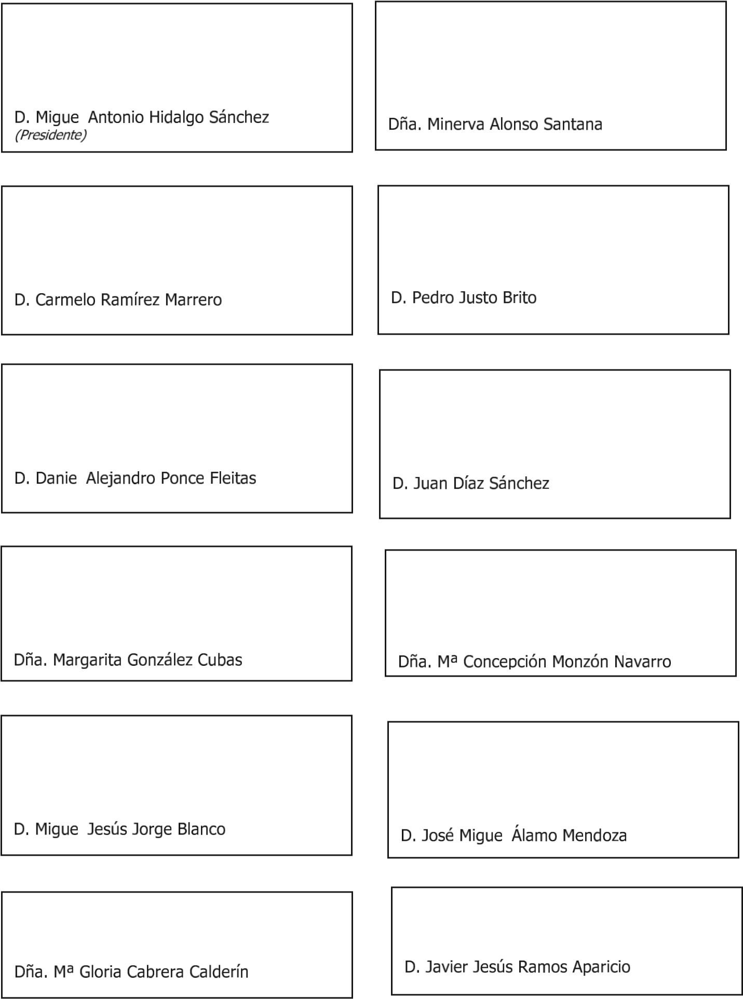 D. Migue Antonio Hidalgo Sánchez
(Presidente)
Dña. Minerva Alonso Santana
D. Carmelo Ramírez Marrero
D. Pedro Justo Brito
D. Danie Alejandro Ponce Fleitas
D. Juan Díaz Sánchez
Dña. Margarita González Cubas
Dña. Mª Concepción Monzón Navarro
D. Migue Jesús Jorge Blanco
D. José Migue Álamo Mendoza
Dña. Mª Gloria Cabrera Calderín
D. Javier Jesús Ramos Aparicio